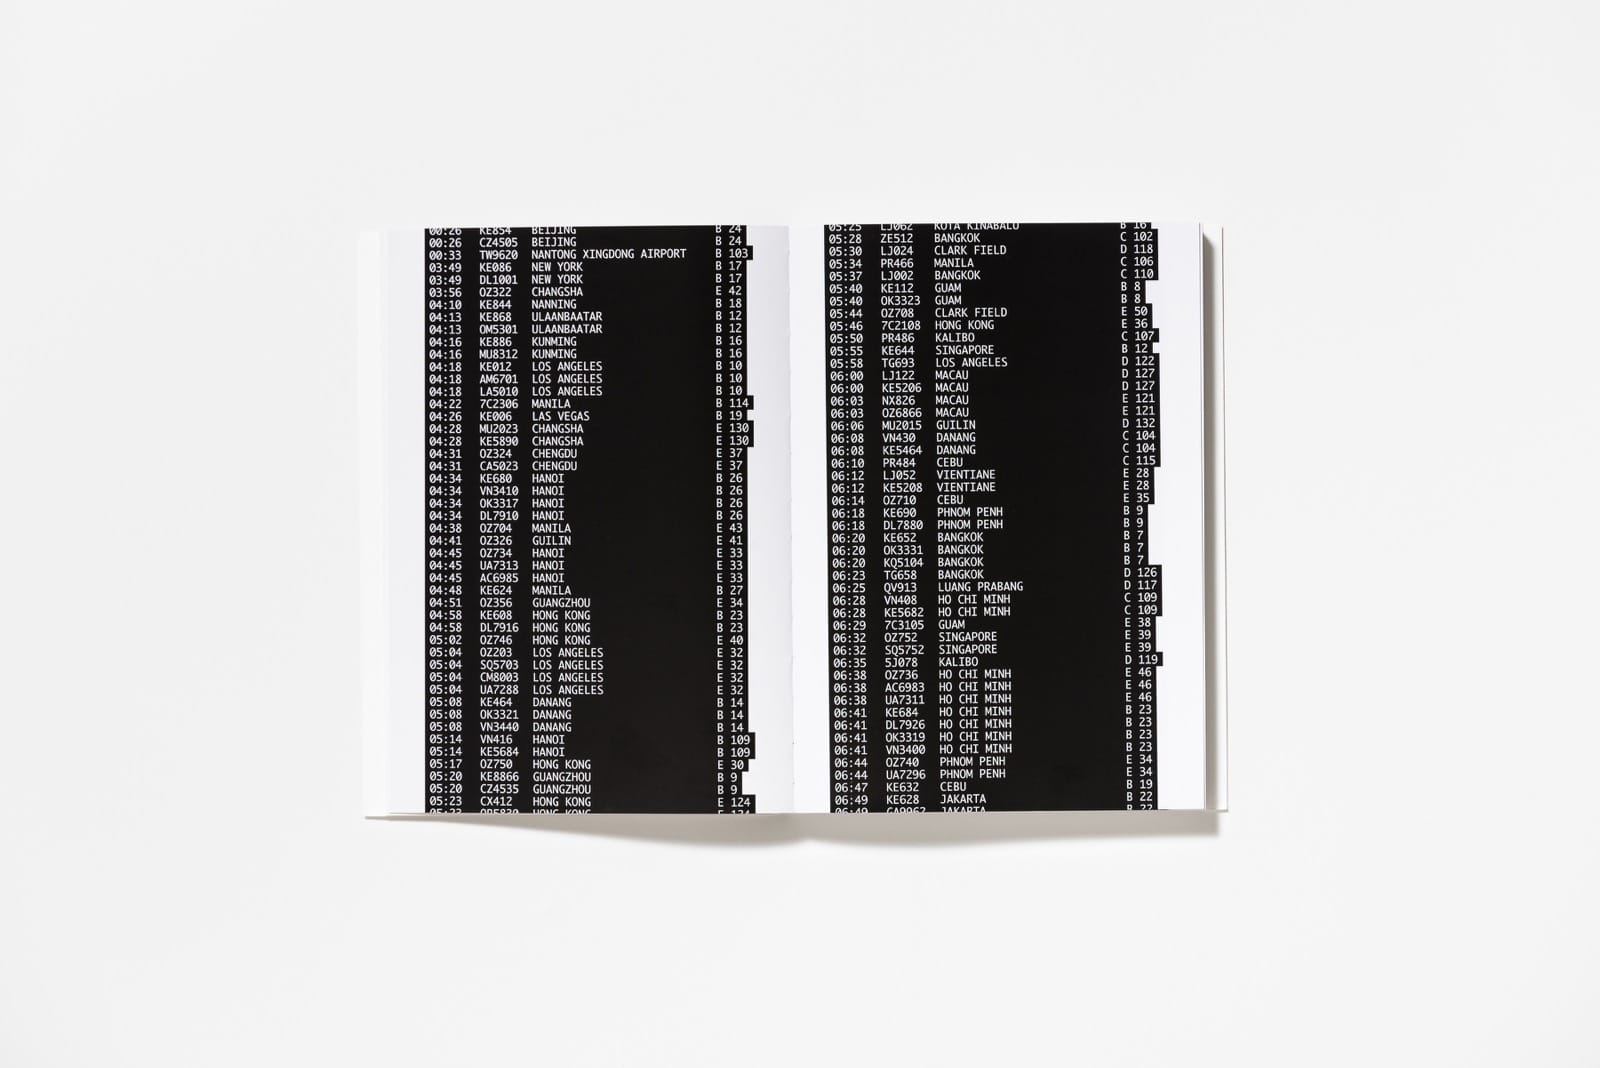 00:26 KE854 BEIJING B 24
00:26 CZ4505 BEIJING B 24
00:33 TW9620 NANTONG XINGDONG AIRPORT B 103
03:49 KE086 NEW YORK B 17
03:49 DL1001 NEW YORK B 17
03:56 OZ322 CHANGSHA E 42
04:10 KE844 NANNING B 18
04:13 KE868 ULAANBAATAR B 12
04:13 OM5301 ULAANBAATAR B 12
04:16 KE886 KUNMING B 16
04:16 MU8312 KUNMING B 16
04:18 KE012 LOS ANGELES B 10
04:18 AM6701 LOS ANGELES B 10
04:18 LA5010 LOS ANGELES B 10
04:22 7C2306 MANILA B 114
04:26 KE006 LAS VEGAS B 19
04:28 MU2023 CHANGSHA E 130
04:28 KE5890 CHANGSHA E 130
04:31 OZ324 CHENGDU E 37
04:31 CA5023 CHENGDU E 37
04:34 KE680 HANOI B 26
04:34 VN3410 HANOI B 26
04:34 OK3317 HANOI B 26
04:34 DL7910 HANOI B 26
04:38 OZ704 MANILA E 43
04:41 OZ326 GUILIN E 41
04:45 OZ734 HANOI E 33
04:45 UA7313 HANOI E 33
04:45 AC6985 HANOI E 33
04:48 KE624 MANILA B 27
04:51 OZ356 GUANGZHOU E 34
04:58 KE608 HONG KONG B 23
04:58 DL7916 HONG KONG B 23
05:02 OZ746 HONG KONG E 40
05:04 OZ203 LOS ANGELES E 32
05:04 SQ5703 LOS ANGELES E 32
05:04 CM8003 LOS ANGELES E 32
05:04 UA7288 LOS ANGELES E 32
05:08 KE464 DANANG B 14
05:08 OK3321 DANANG B 14
05:08 VN3440 DANANG B 14
05:14 VN416 HANOI B 109
05:14 KE5684 HANOI B 109
05:17 OZ750 HONG KONG E 30
05:20 KE8866 GUANGZHOU B 9
05:20 CZ4535 GUANGZHOU B 9
05:23 CX412 HONG KONG E 124
05:23 HONG KONG E 124
05:25 LJ062 KOTA KINABALU B 16
05:28 ZE512 BANGKOK C 102
05:30 LJ024 CLARK FIELD D 118
05:34 PR466 MANILA C 106
05:37 LJ002 BANGKOK C 110
05:40 KE112 GUAM B 8
05:40 OK3323 GUAM B 8
05:44 OZ708 CLARK FIELD E 50
05:46 7C2108 HONG KONG E 36
05:50 PR486 KALIBO C 107
05:55 KE644 SINGAPORE B 12
05:58 TG693 LOS ANGELES D 122
06:00 LJ122 MACAU D 127
06:00 KE5206 MACAU D 127
06:03 NX826 MACAU E 121
06:03 OZ6866 MACAU E 121
06:06 MU2015 GUILIN D 132
06:08 VN430 DANANG C 104
06:08 KE5464 DANANG C 104
06:10 PR484 CEBU C 115
06:12 LJ052 VIENTIANE E 28
06:12 KE5208 VIENTIANE E 28
06:14 OZ710 CEBU E 35
06:18 KE690 PHNOM PENH B 9
06:18 DL7880 PHNOM PENH B 9
06:20 KE652 BANGKOK B 7
06:20 OK3331 BANGKOK B 7
06:20 KQ5104 BANGKOK B 7
06:23 TG658 BANGKOK D 126
06:25 QV913 LUANG PRABANG D 117
06:28 VN408 HO CHI MINH C 109
06:28 KE5682 HO CHI MINH C 109
06:29 7C3105 GUAM E 38
06:32 OZ752 SINGAPORE E 39
06:32 SQ5752 SINGAPORE E 39
06:35 5J078 KALIBO D 119
06:38 OZ736 HO CHI MINH E 46
06:38 AC6983 HO CHI MINH E 46
06:38 UA7311 HO CHI MINH E 46
06:41 KE684 HO CHI MINH B 23
06:41 DL7926 HO CHI MINH B 23
06:41 OK3319 HO CHI MINH B 23
06:41 VN3400 HO CHI MINH B 23
06:44 OZ740 PHNOM PENH E 34
06:44 UA7296 PHNOM PENH E 34
06:47 KE632 CEBU B 19
06:49 KE628 JAKARTA B 22
06:49 GA9962 JAKARTA B 22